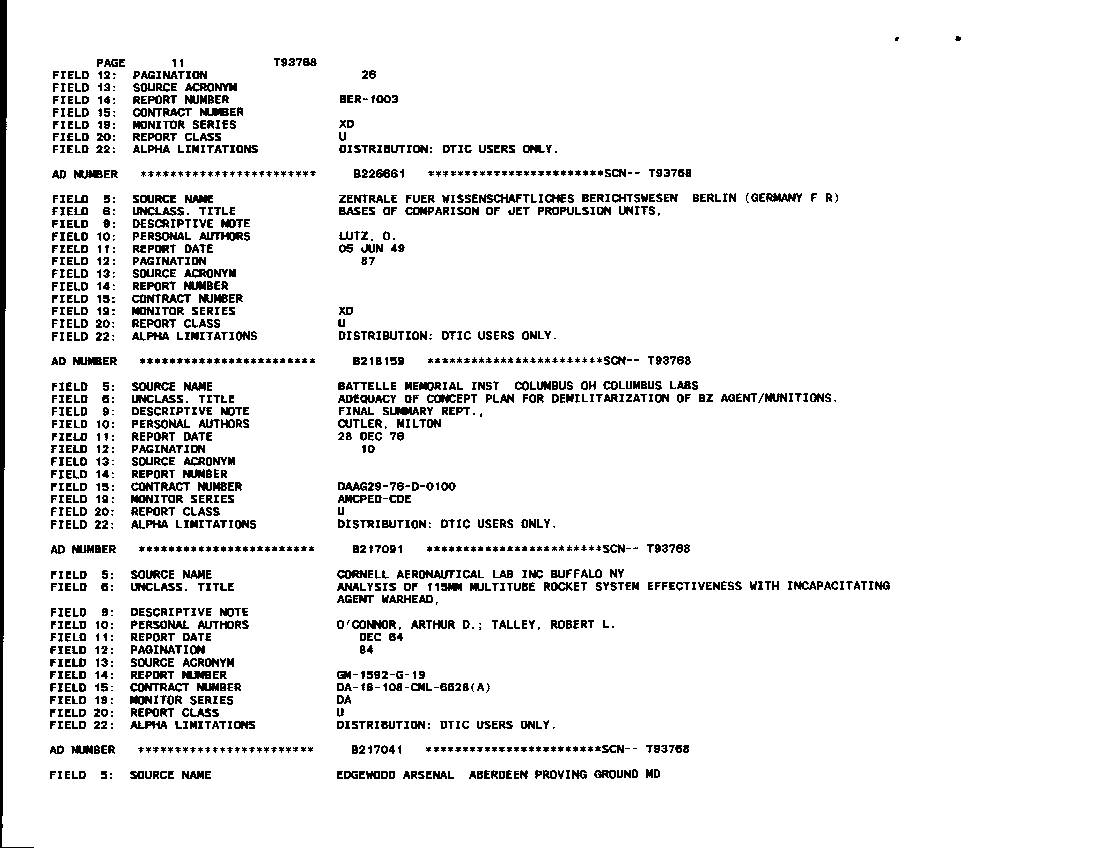 PAGE 11 T93768
FIELD 12: PAGINATION 26
FIELD 13: SOURCE ACRONYM
FIELD 14: REPORT NUMBER BER-1003
FIELD 15: CONTRACT NUMBER
FIELD 19: MONITOR SERIES XD
FIELD 20: REPORT CLASS U
FIELD 22: ALPHA LIMITATIONS DISTRIBUTION: DTIC USERS ONLY.
AD NUMBER ************************ B226661 ************************SCN-- T93768
FIELD 5: SOURCE NAME ZENTRALE FUER WISSENSCHAFTLICHES BERICHTSWESEN BERLIN (GERMANY F R)
FIELD 6: UNCLASS. TITLE BASES OF COMPARISON OF JET PROPULSION UNITS,
FIELD 9: DESCRIPTIVE NOTE
FIELD 10: PERSONAL AUTHORS LUTZ, O.
FIELD 11: REPORT DATE 05 JUN 49
FIELD 12: PAGINATION 87
FIELD 13: SOURCE ACRONYM
FIELD 14: REPORT NUMBER
FIELD 15: CONTRACT NUMBER
FIELD 19: MONITOR SERIES XD
FIELD 20: REPORT CLASS U
FIELD 22: ALPHA LIMITATIONS DISTRIBUTION: DTIC USERS ONLY.
AD NUMBER ************************ B218159 ************************SCN-- T93768
FIELD 5: SOURCE NAME BATTELLE MEMORIAL INST COLUMBUS OH COLUMBUS LABS
FIELD 6: UNCLASS. TITLE ADEQUACY OF CONCEPT PLAN FOR DEMILITARIZATION OF BZ AGENT/MUNITIONS.
FIELD 9: DESCRIPTIVE NOTE FINAL SUMMARY REPT.,
FIELD 10: PERSONAL AUTHORS CUTLER, MILTON
FIELD 11: REPORT DATE 28 DEC 76
FIELD 12: PAGINATION 10
FIELD 13: SOURCE ACRONYM
FIELD 14: REPORT NUMBER
FIELD 15: CONTRACT NUMBER DAAG29-76-D-0100
FIELD 19: MONITOR SERIES AMCPED-CDE
FIELD 20: REPORT CLASS U
FIELD 22: ALPHA LIMITATIONS DISTRIBUTION: DTIC USERS ONLY.
AD NUMBER ************************ B217091 ************************SCN-- T93768
FIELD 5: SOURCE NAME CORNELL AERONAUTICAL LAB INC BUFFALO NY
FIELD 6: UNCLASS. TITLE ANALYSIS OF 115MM MULTITUBE ROCKET SYSTEM EFFECTIVENESS WITH INCAPACITATING
AGENT WARHEAD,
FIELD 9: DESCRIPTIVE NOTE
FIELD 10: PERSONAL AUTHORS O'CONNOR, ARTHUR D.; TALLEY, ROBERT L.
FIELD 11: REPORT DATE DEC 64
FIELD 12: PAGINATION 84
FIELD 13: SOURCE ACRONYM
FIELD 14: REPORT NUMBER GM-1592-G-19
FIELD 15: CONTRACT NUMBER DA-18-108-CML-6628(A)
FIELD 19: MONITOR SERIES DA
FIELD 20: REPORT CLASS U
FIELD 22: ALPHA LIMITATIONS DISTRIBUTION: DTIC USERS ONLY.
AD NUMBER ************************ B217041 ************************SCN-- T93768
FIELD 5: SOURCE NAME EDGEWOOD ARSENAL ABERDEEN PROVING GROUND MD